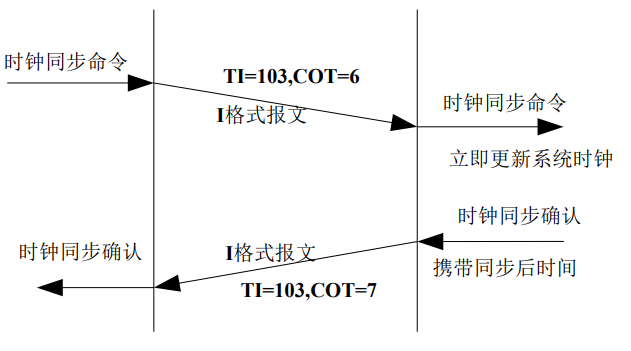 时钟同步命令
TI=103,COT=6
I格式报文
时钟同步命令
立即更新系统时钟
时钟同步确认
时钟同步确认
I格式报文
携带同步后时间
TI=103,COT=7